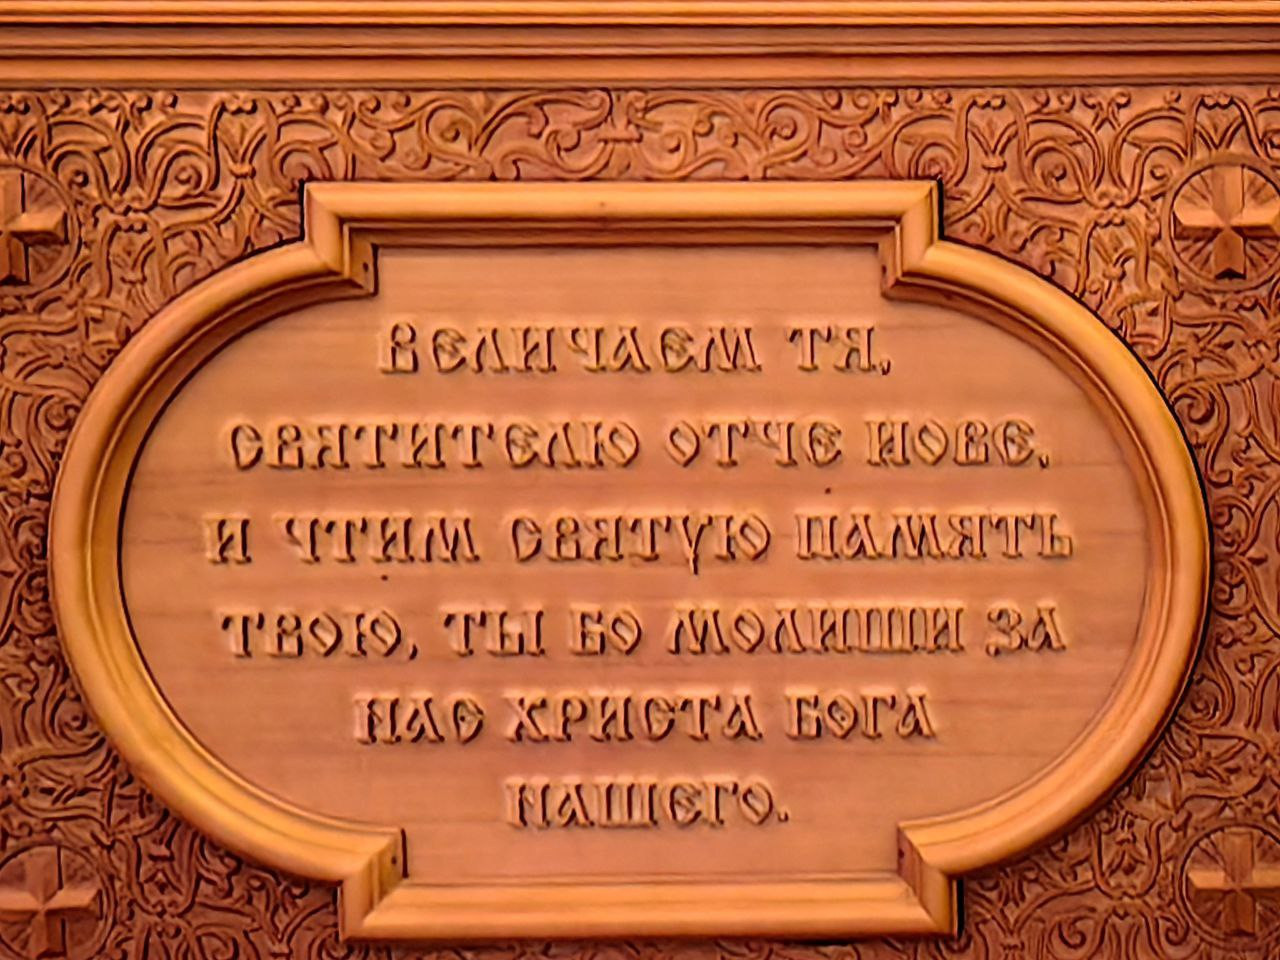 ВЕЛИЧАЕМ ТЯ,
СВЯТИТЕЛЮ ОТЧЕ ИОВЕ,
И ЧТИМ СВЯТУЮ ПАМЯТЬ
ТВОЮ, ТЫ БО МОЛИШИ ЗА
НАС ХРИСТА БОГА
НАШЕГО.